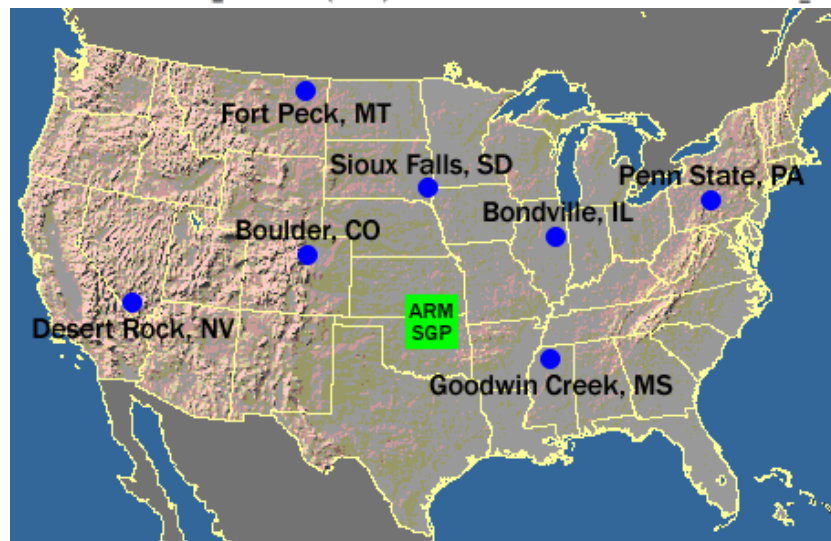 Fort Peck, MT
Sioux Falls, SD
Penn State, PA
Bondville, IL
Boulder, CO
ARM
SGP
Desert Rock, NV
Goodwin Creek, MS